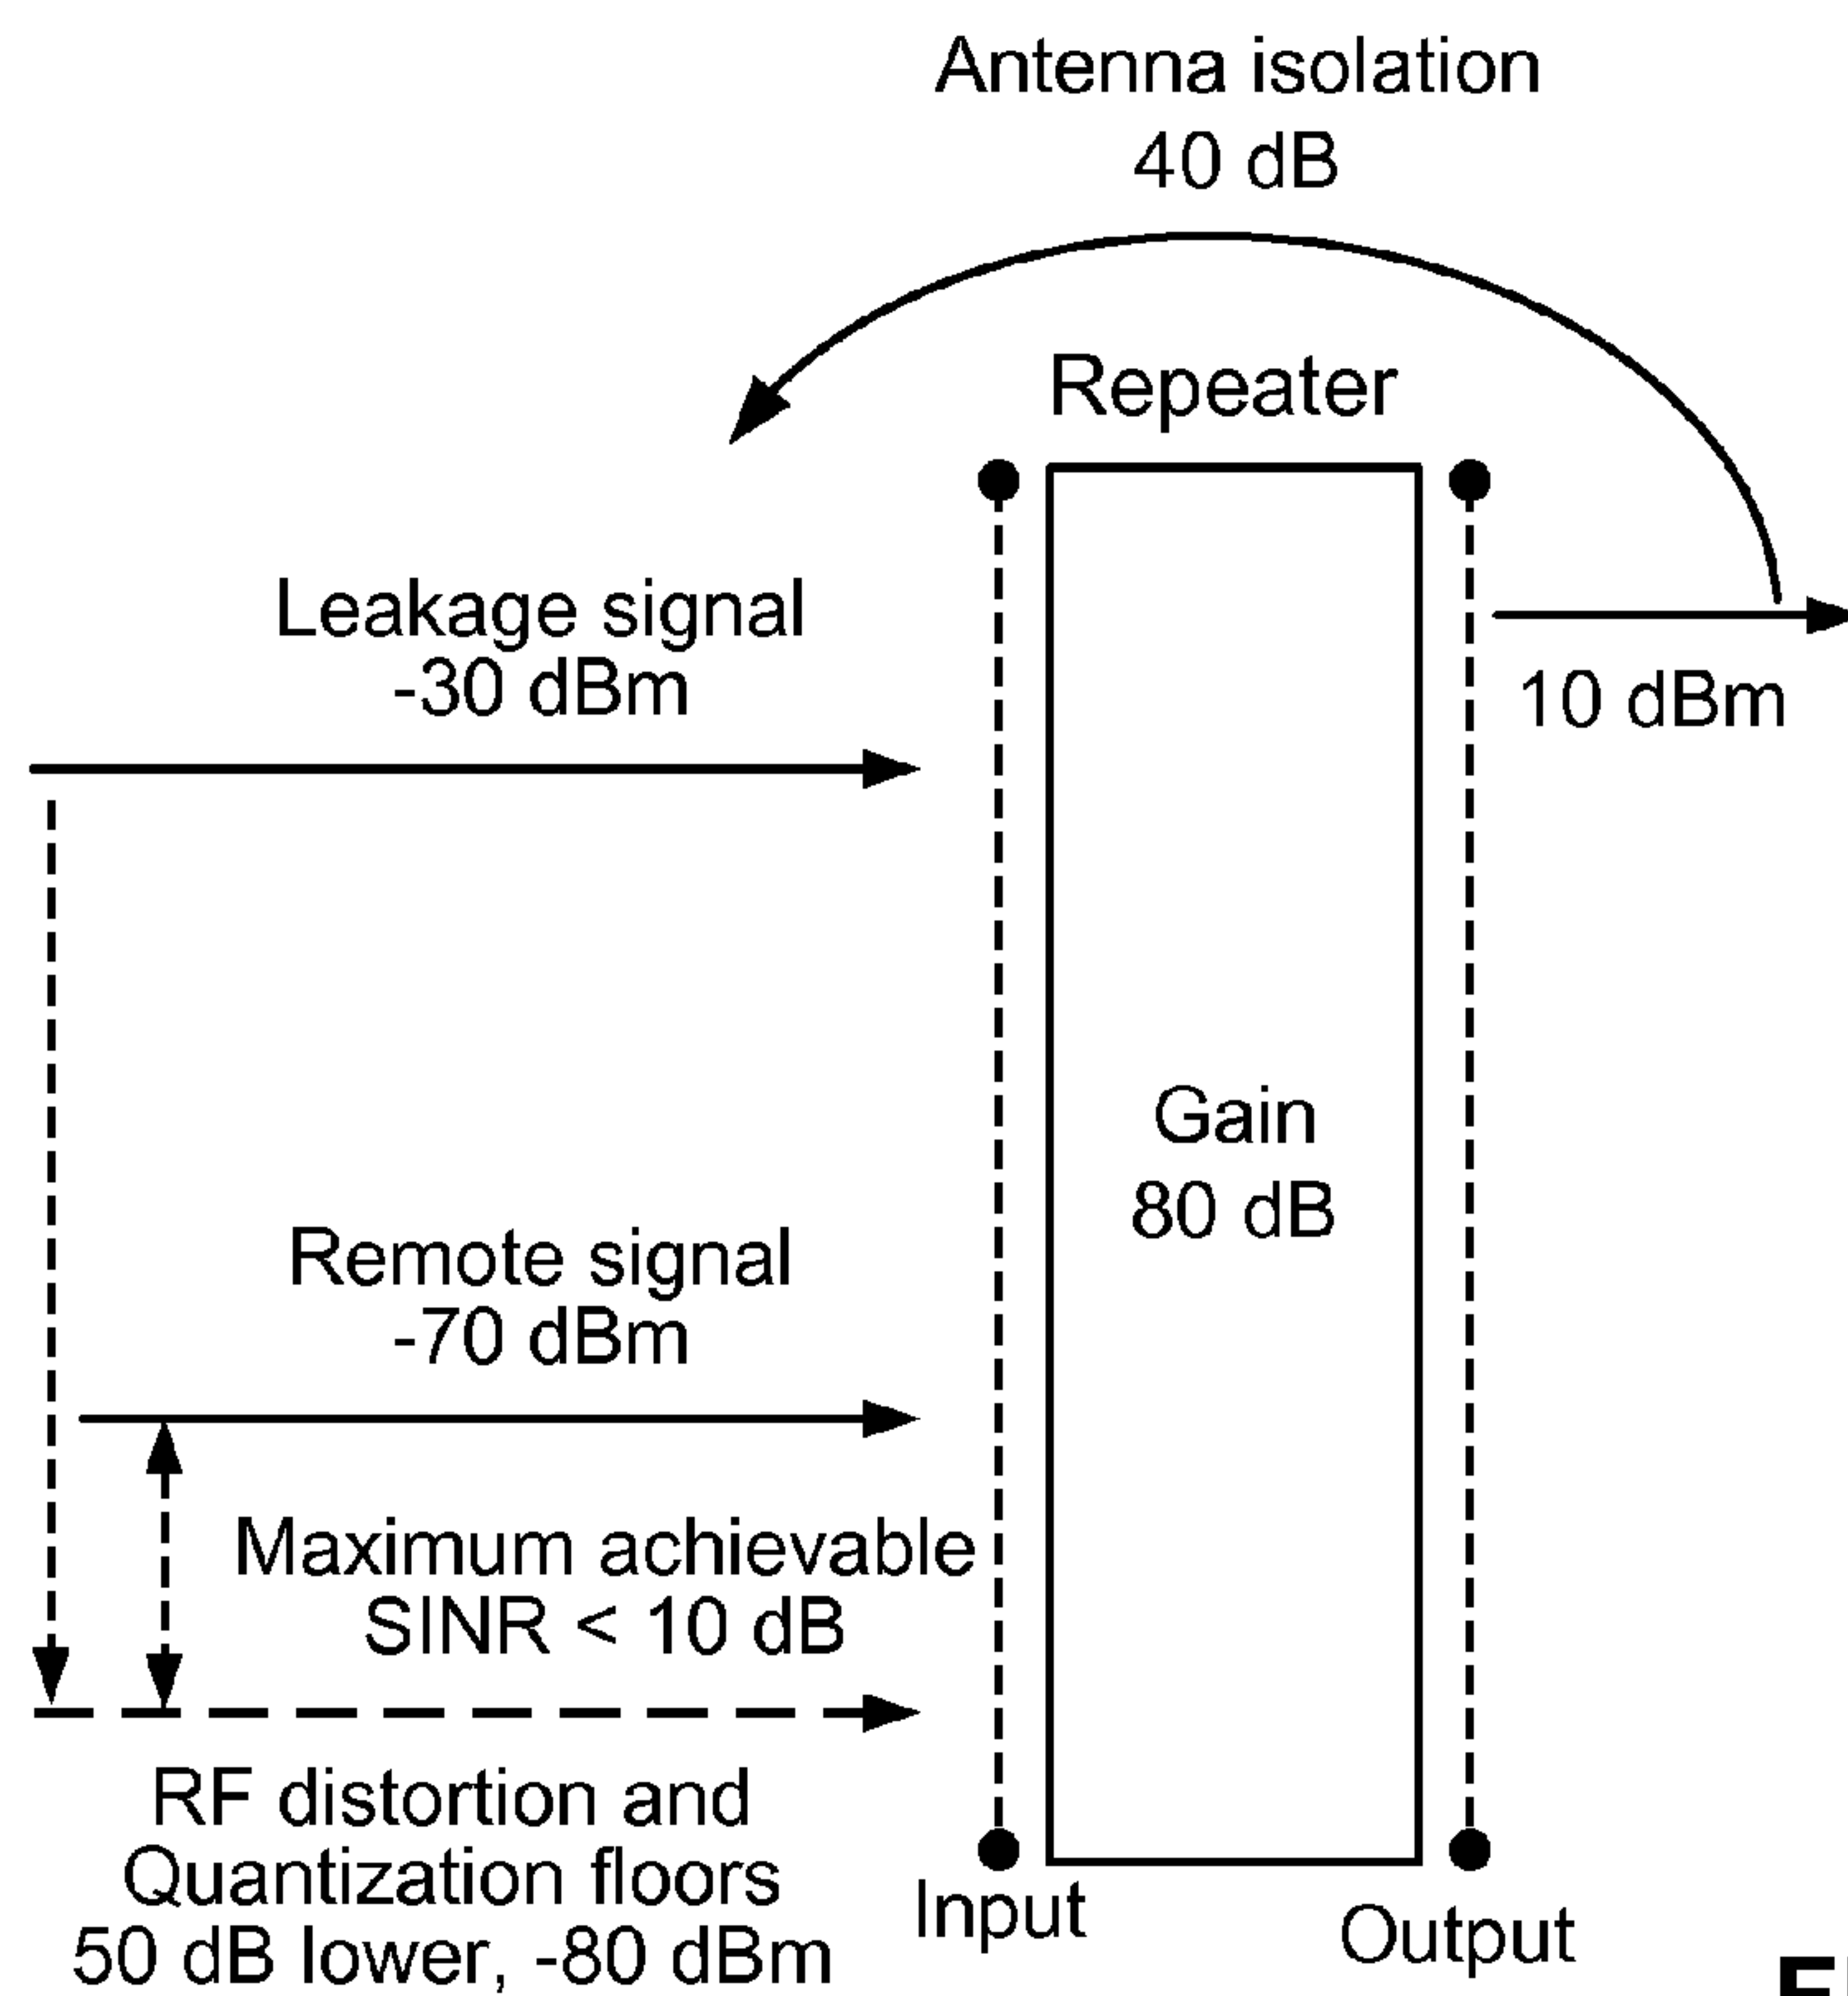 Antenna isolation
40 dB
Repeater
Leakage signal
-30 dBm
10 dBm
Gain
80 dB
Remote signal
-70 dBm
Maximum achievable
SINR < 10 dB
RF distortion and
Quantization floors
50 dB lower, -80 dBm
Input
Output